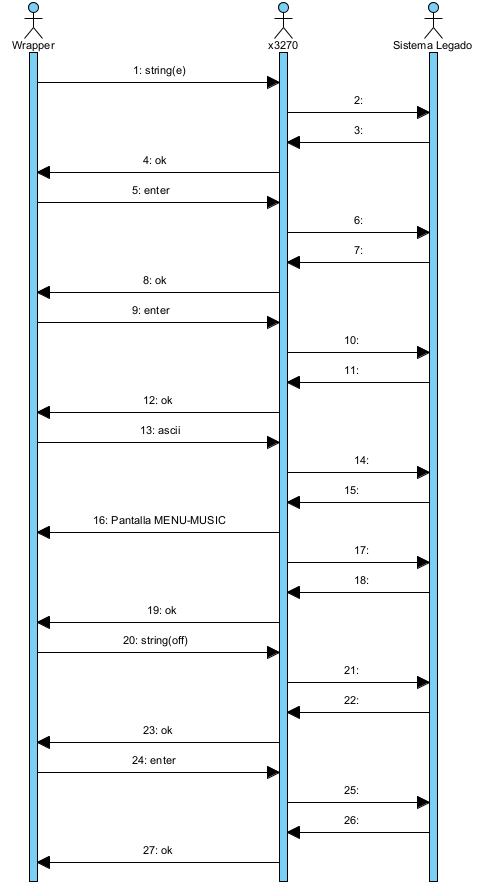 Wrapper
x3270
Sistema Legado
1: string(e)
2:
3:
4: ok
5: enter
6:
7:
8: ok
9: enter
10:
11:
12: ok
13: ascii
14:
15:
16: Pantalla MENU-MUSIC
17:
18:
19: ok
20: string(off)
21:
22:
23: ok
24: enter
25:
26:
27: ok